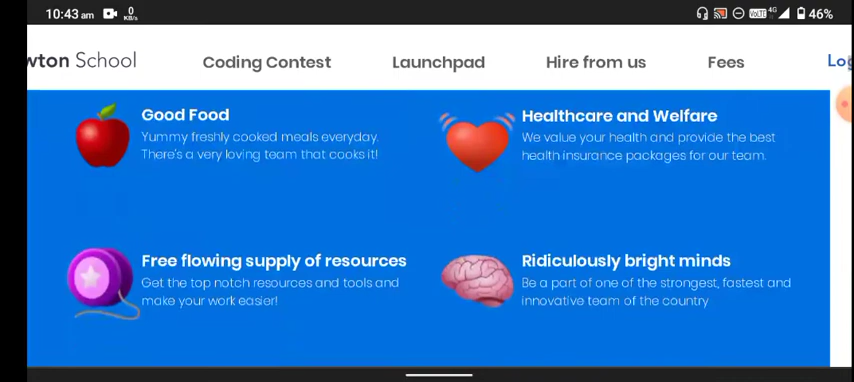 10:43 am 0 KB/s VoLTE 4G 46%
wton School Coding Contest Launchpad Hire from us Fees Log
Good Food
Yummy freshly cooked meals everyday.
There's a very loving team that cooks it!
Healthcare and Welfare
We value your health and provide the best
health insurance packages for our team.
Free flowing supply of resources
Get the top notch resources and tools and
make your work easier!
Ridiculously bright minds
Be a part of one of the strongest, fastest and
innovative team of the country